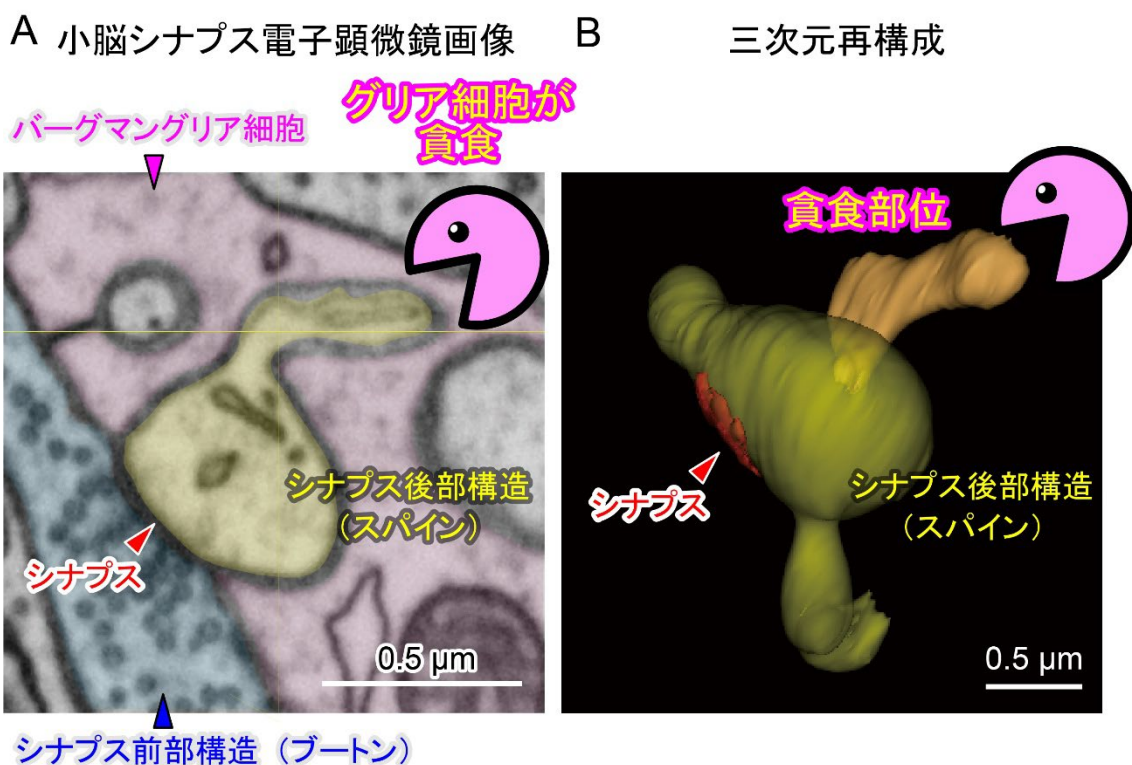 A 小脳シナプス電子顕微鏡画像
B 三次元再構成
バーグマングリア細胞
グリア細胞が
貪食
貪食部位
シナプス後部構造
（スパイン）
シナプス
0.5 µm
シナプス前部構造（ブートン）
シナプス
シナプス後部構造
（スパイン）
0.5 µm